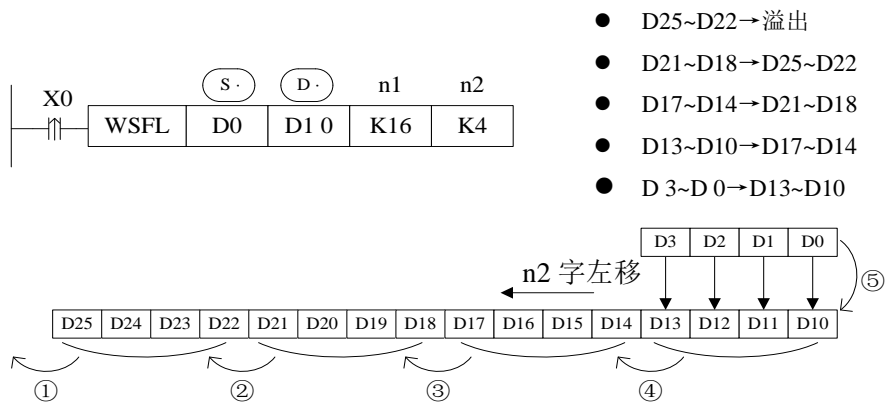 D25~D22→溢出
D21~D18→D25~D22
D17~D14→D21~D18
D13~D10→D17~D14
D 3~D 0→D13~D10
S · D · n1 n2
X0
WSFL D0 D1 0 K16 K4
D3 D2 D1 D0
n2 字左移
⑤
D25 D24 D23 D22 D21 D20 D19 D18 D17 D16 D15 D14 D13 D12 D11 D10
① ② ③ ④